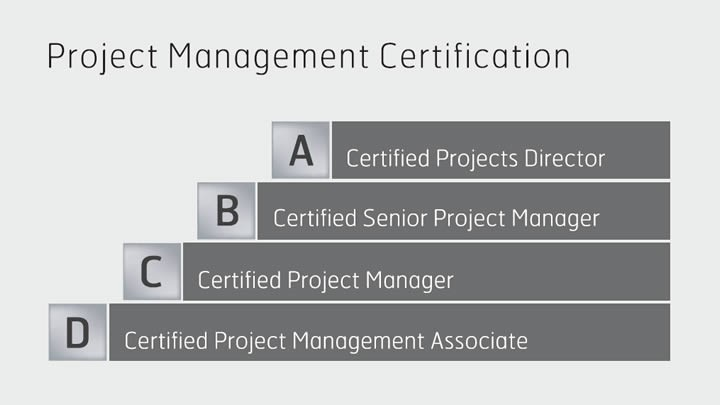 Project Management Certification
A Certified Projects Director
B Certified Senior Project Manager
C Certified Project Manager
D Certified Project Management Associate